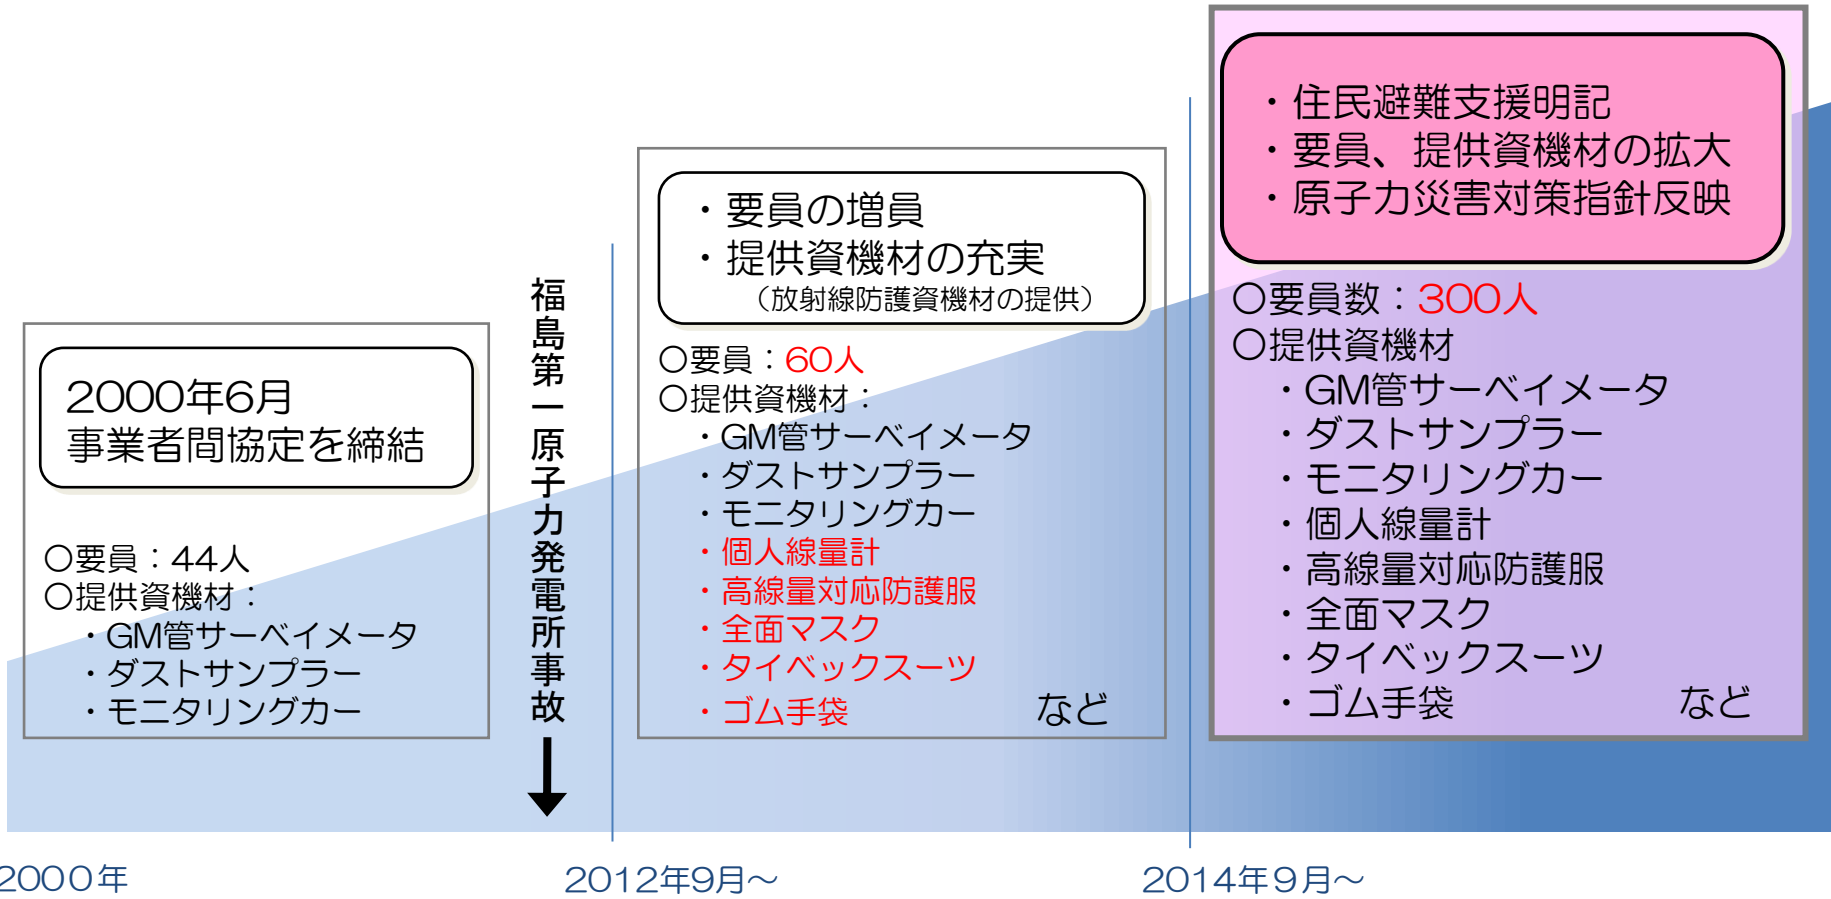 2000年6月
事業者間協定を締結
○要員：44人
○提供資機材：
・GM管サーベイメータ
・ダストサンプラー
・モニタリングカー
福島第一原子力発電所事故
・要員の増員
・提供資機材の充実
（放射線防護資機材の提供）
○要員：60人
○提供資機材：
・GM管サーベイメータ
・ダストサンプラー
・モニタリングカー
・個人線量計
・高線量対応防護服
・全面マスク
・タイベックスーツ
・ゴム手袋 など
・住民避難支援明記
・要員、提供資機材の拡大
・原子力災害対策指針反映
○要員数：300人
○提供資機材
・GM管サーベイメータ
・ダストサンプラー
・モニタリングカー
・個人線量計
・高線量対応防護服
・全面マスク
・タイベックスーツ
・ゴム手袋 など
2000年
2012年9月～
2014年９月～